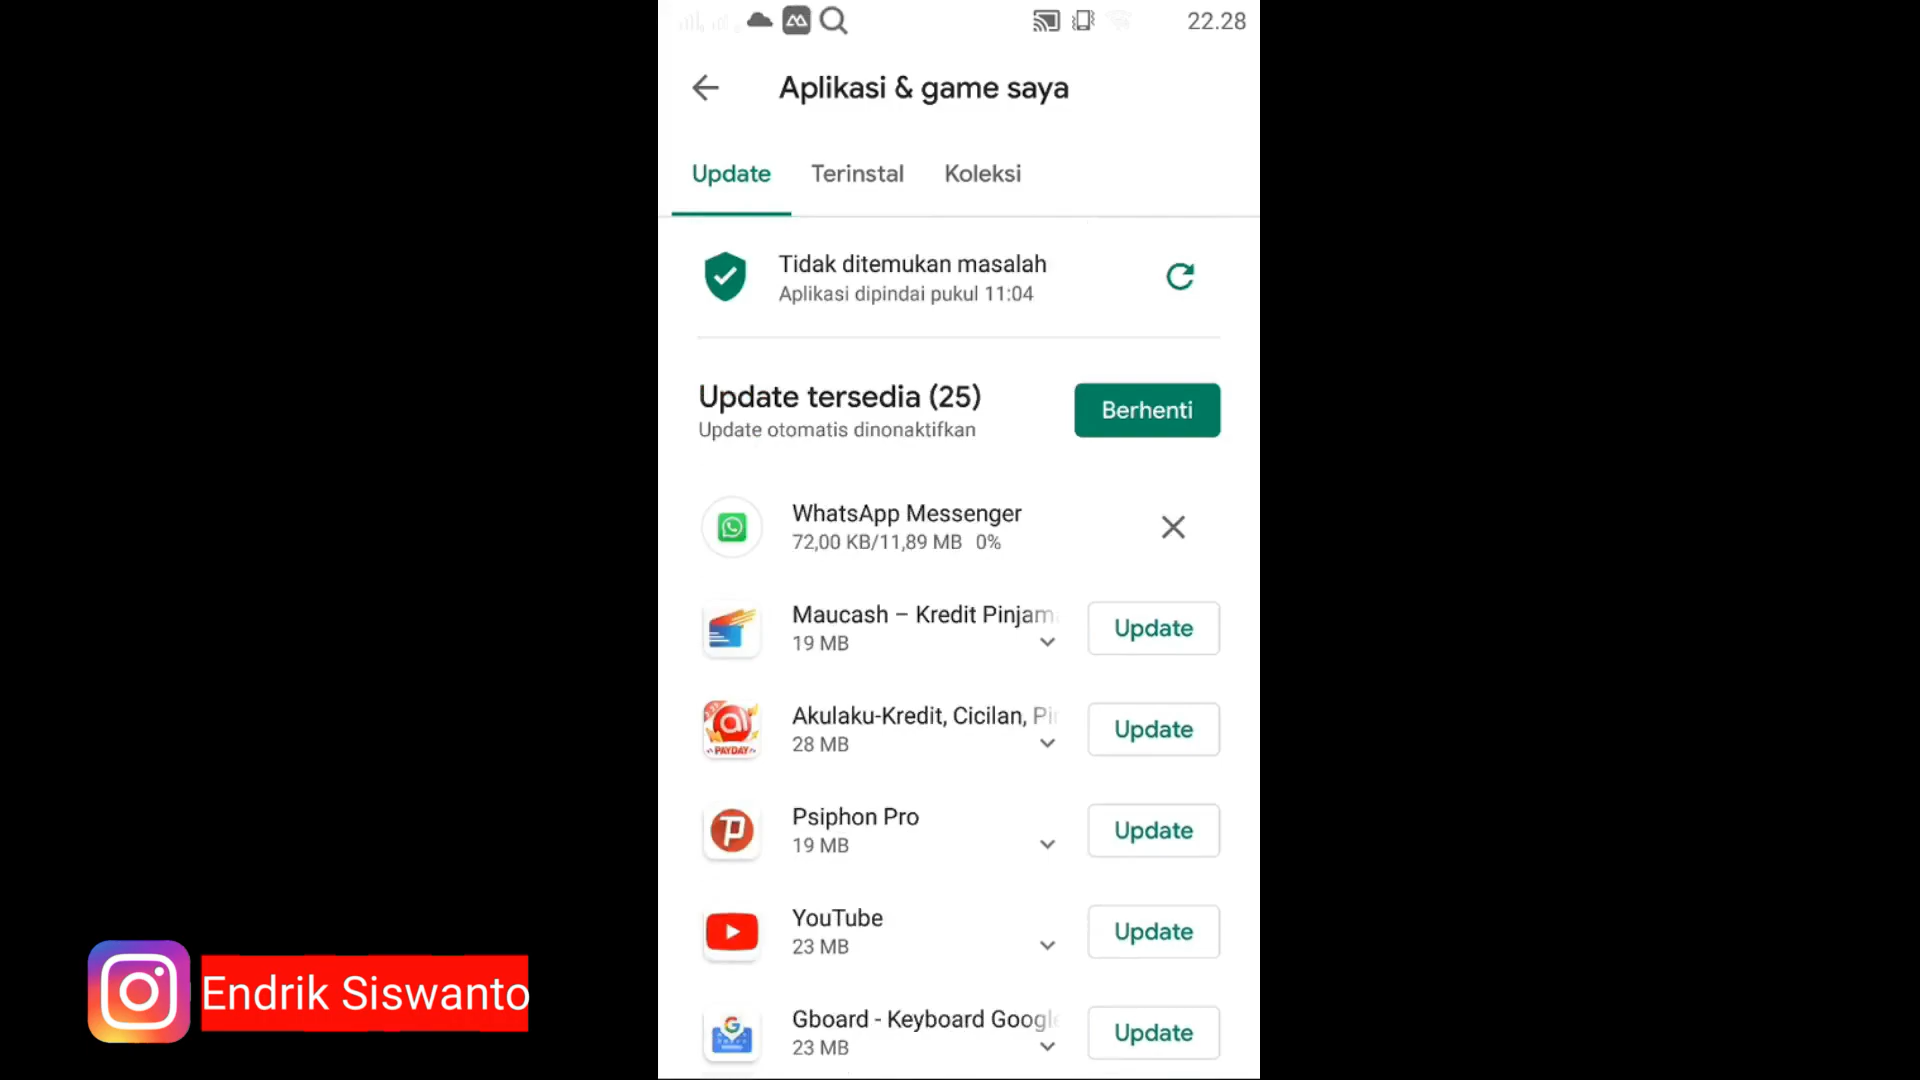 22.28
Aplikasi & game saya
Update Terinstal Koleksi
Tidak ditemukan masalah
Aplikasi dipindai pukul 11:04
Update tersedia (25)
Update otomatis dinonaktifkan
Berhenti
WhatsApp Messenger
72,00 KB/11,89 MB 0%
Maucash – Kredit Pinjam
19 MB
Update
Akulaku-Kredit, Cicilan, Pi
28 MB
PAYDAY
Update
Psiphon Pro
19 MB
Update
YouTube
23 MB
Update
Gboard - Keyboard Google
23 MB
Update
Endrik Siswanto